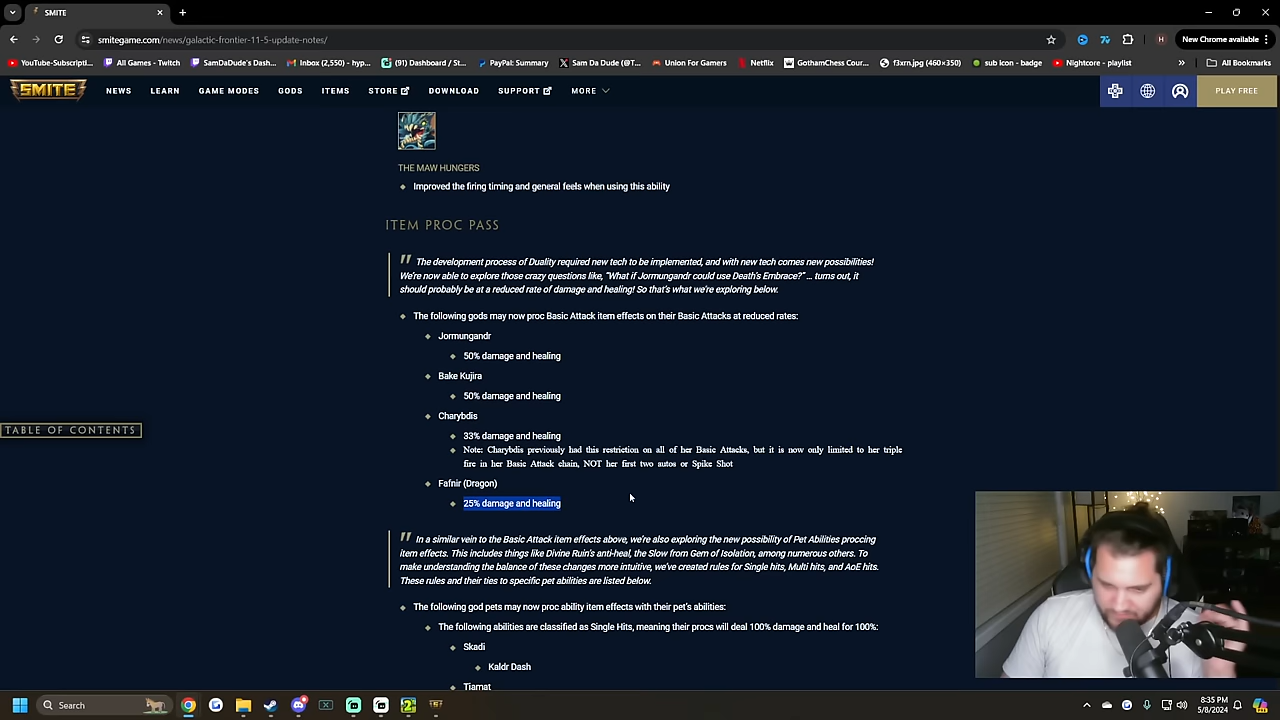 SMITE
smitegame.com/news/galactic-frontier-11-5-update-notes/
New Chrome available
YouTube-Subscripti...
All Games - Twitch
SamDaDude's Dash...
Inbox (2,550) - hyp...
(91) Dashboard / St...
PayPal: Summary
Sam Da Dude (@T...
Union For Gamers
Netflix
GothamChess Cour...
f3xrn.jpg (460×350)
sub Icon - badge
Nightcore - playlist
All Bookmarks
SMITE
NEWS
LEARN
GAME MODES
GODS
ITEMS
STORE
DOWNLOAD
SUPPORT
MORE
PLAY FREE
THE MAW HUNGERS
Improved the firing timing and general feels when using this ability
ITEM PROC PASS
" The development process of Duality required new tech to be implemented, and with new tech comes new possibilities!
We're now able to explore those crazy questions like, "What if Jormungandr could use Death's Embrace?" ... turns out, it
should probably be at a reduced rate of damage and healing! So that's what we're exploring below.
The following gods may now proc Basic Attack item effects on their Basic Attacks at reduced rates:
Jormungandr
50% damage and healing
Bake Kujira
50% damage and healing
Charybdis
TABLE OF CONTENTS
33% damage and healing
Note: Charybdis previously had this restriction on all of her Basic Attacks, but it is now only limited to her triple
fire in her Basic Attack chain, NOT her first two autos or Spike Shot
Fafnir (Dragon)
25% damage and healing
" In a similar vein to the Basic Attack item effects above, we're also exploring the new possibility of Pet Abilities proccing
item effects. This includes things like Divine Ruin's anti-heal, the Slow from Gem of Isolation, among numerous others. To
make understanding the balance of these changes more intuitive, we've created rules for Single hits, Multi hits, and AoE hits.
These rules and their ties to specific pet abilities are listed below.
The following god pets may now proc ability item effects with their pet's abilities:
The following abilities are classified as Single Hits, meaning their procs will deal 100% damage and heal for 100%:
Skadi
Kaldr Dash
Tiamat
Search
8:35 PM
5/8/2024